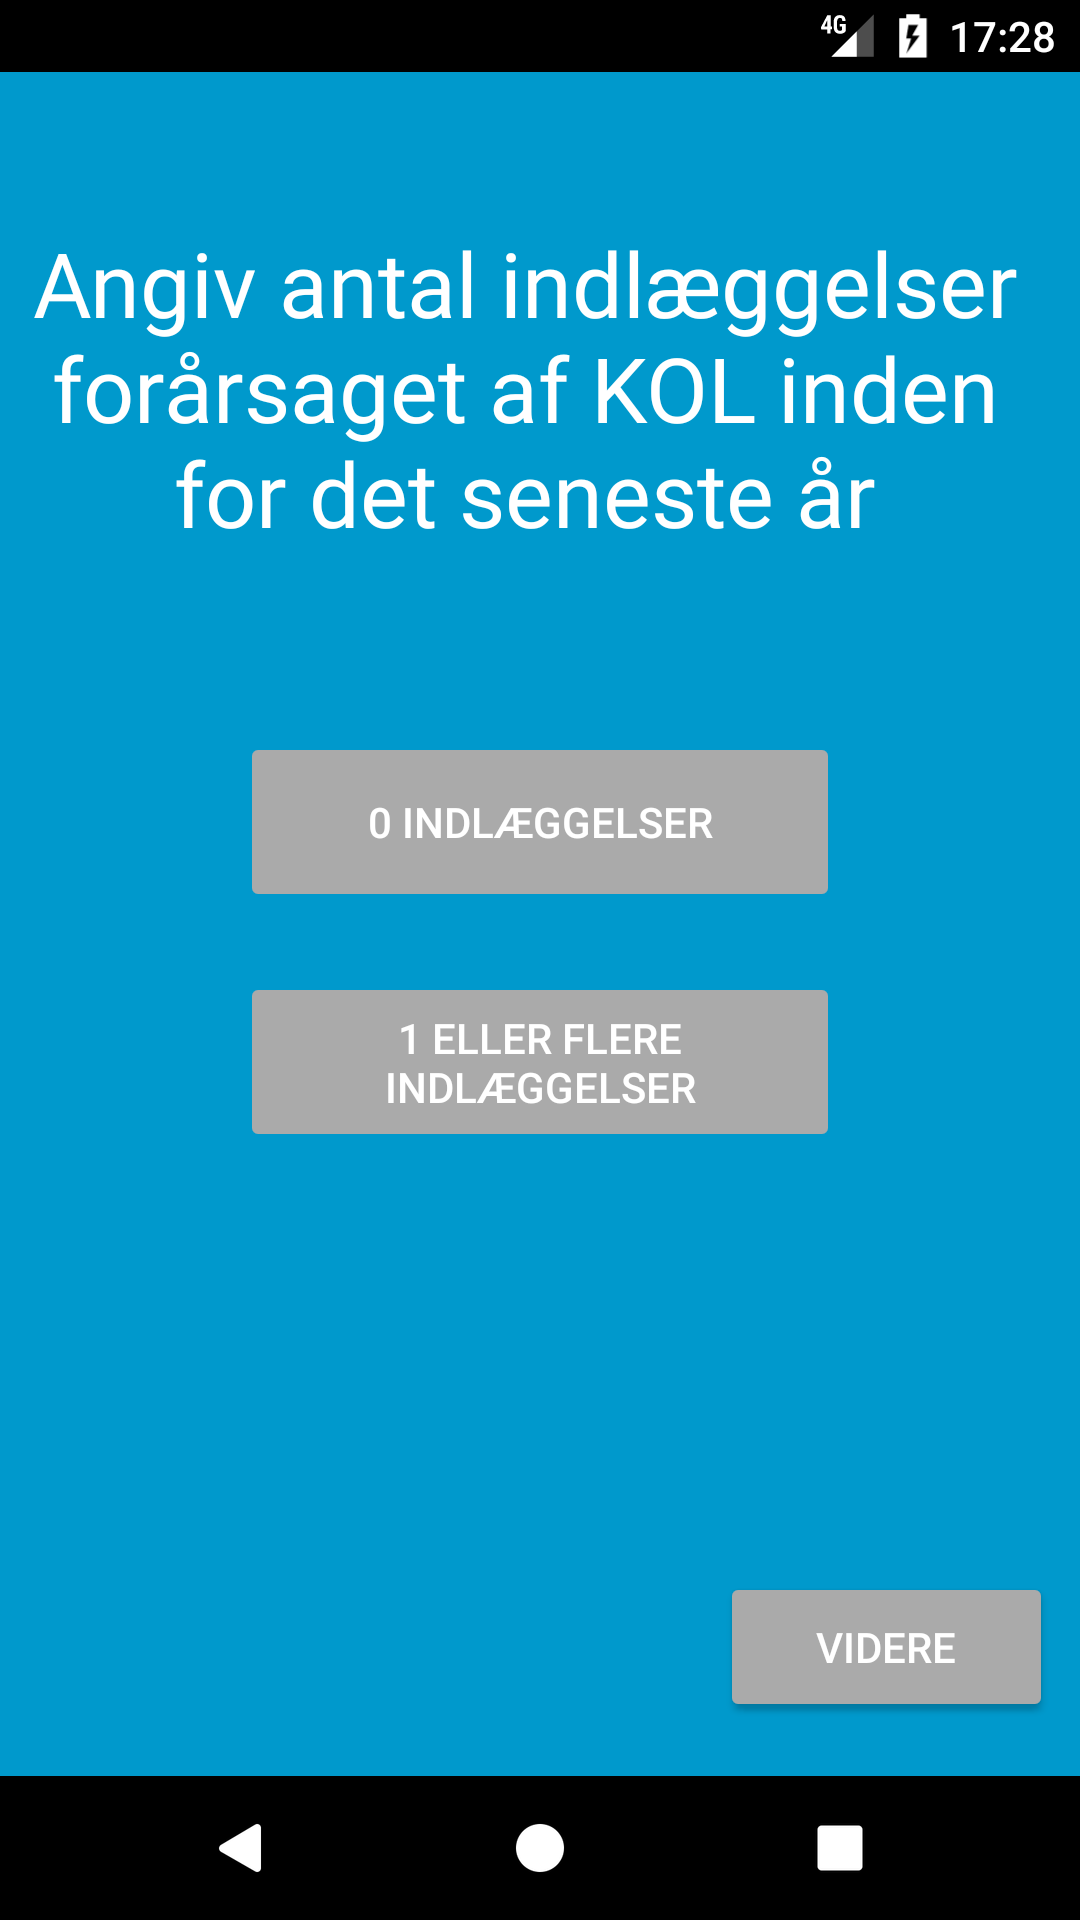 4G 17:28
Angiv antal indlæggelser
forårsaget af KOL inden
for det seneste år
0 INDLÆGGELSER
1 ELLER FLERE
INDLÆGGELSER
VIDERE